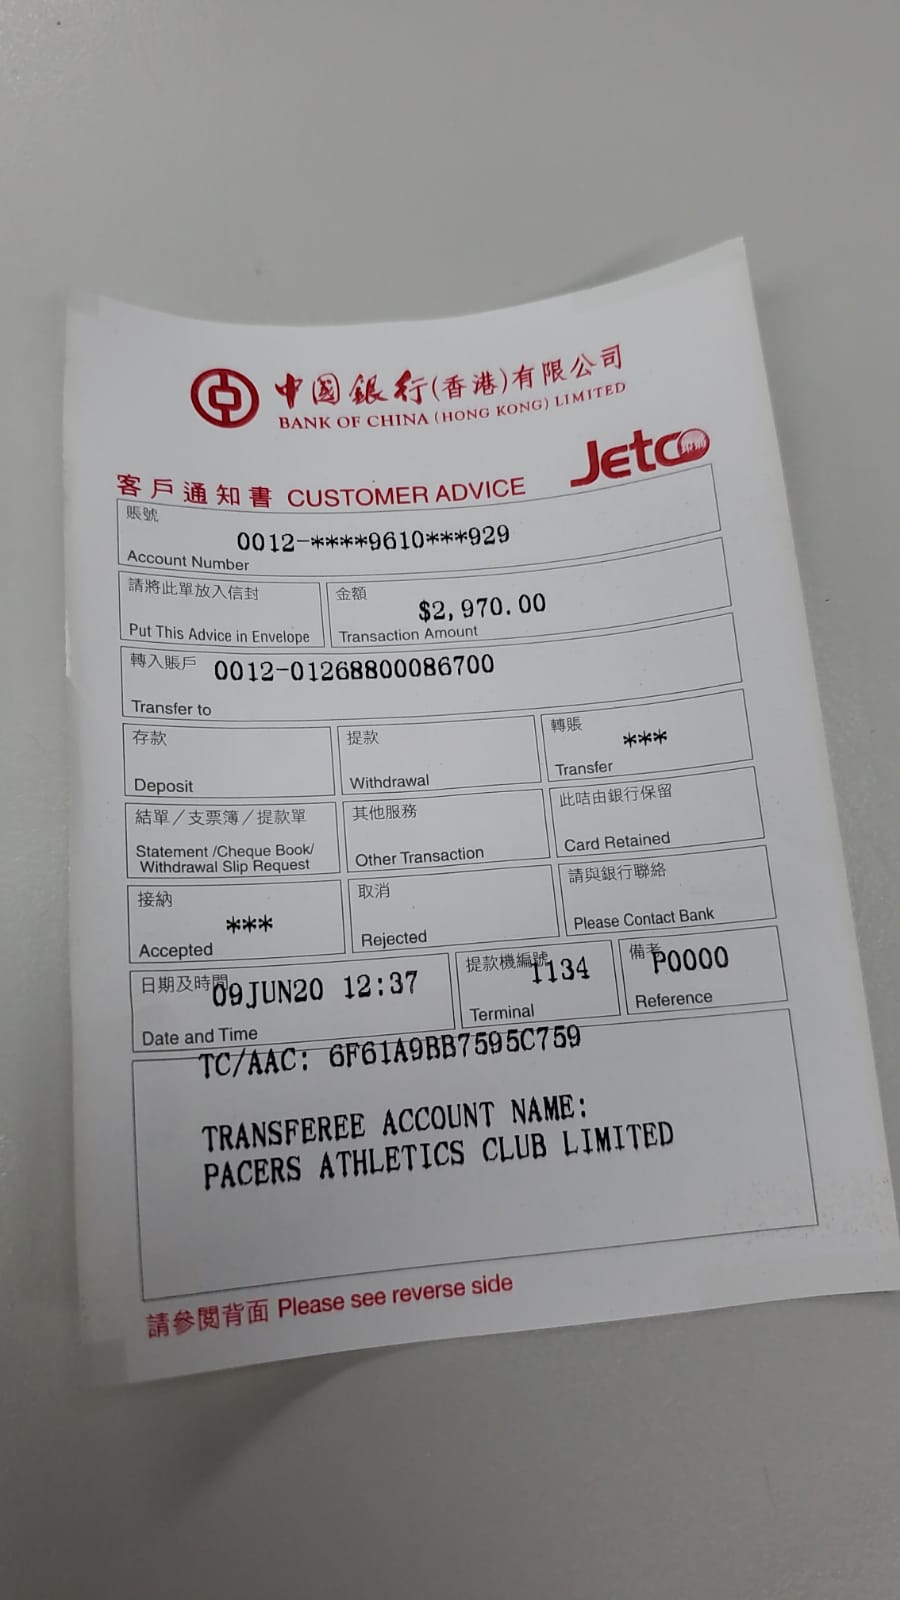 中國銀行(香港)有限公司
BANK OF CHINA (HONG KONG) LIMITED
Jetco 銀通
客戶通知書 CUSTOMER ADVICE
賬號
0012-****9610***929
Account Number
請將此單放入信封
Put This Advice in Envelope
金額
$2,970.00
Transaction Amount
轉入賬戶 0012-01268800086700
Transfer to
存款
Deposit
提款
Withdrawal
轉賬
***
Transfer
結單／支票簿／提款單
Statement /Cheque Book/
Withdrawal Slip Request
其他服務
Other Transaction
此咭由銀行保留
Card Retained
接納
***
Accepted
取消
Rejected
請與銀行聯絡
Please Contact Bank
日期及時間
09JUN20 12:37
Date and Time
提款機編號
1134
Terminal
備考
P0000
Reference
TC/AAC: 6F61A9BB7595C759
TRANSFEREE ACCOUNT NAME:
PACERS ATHLETICS CLUB LIMITED
請參閱背面 Please see reverse side